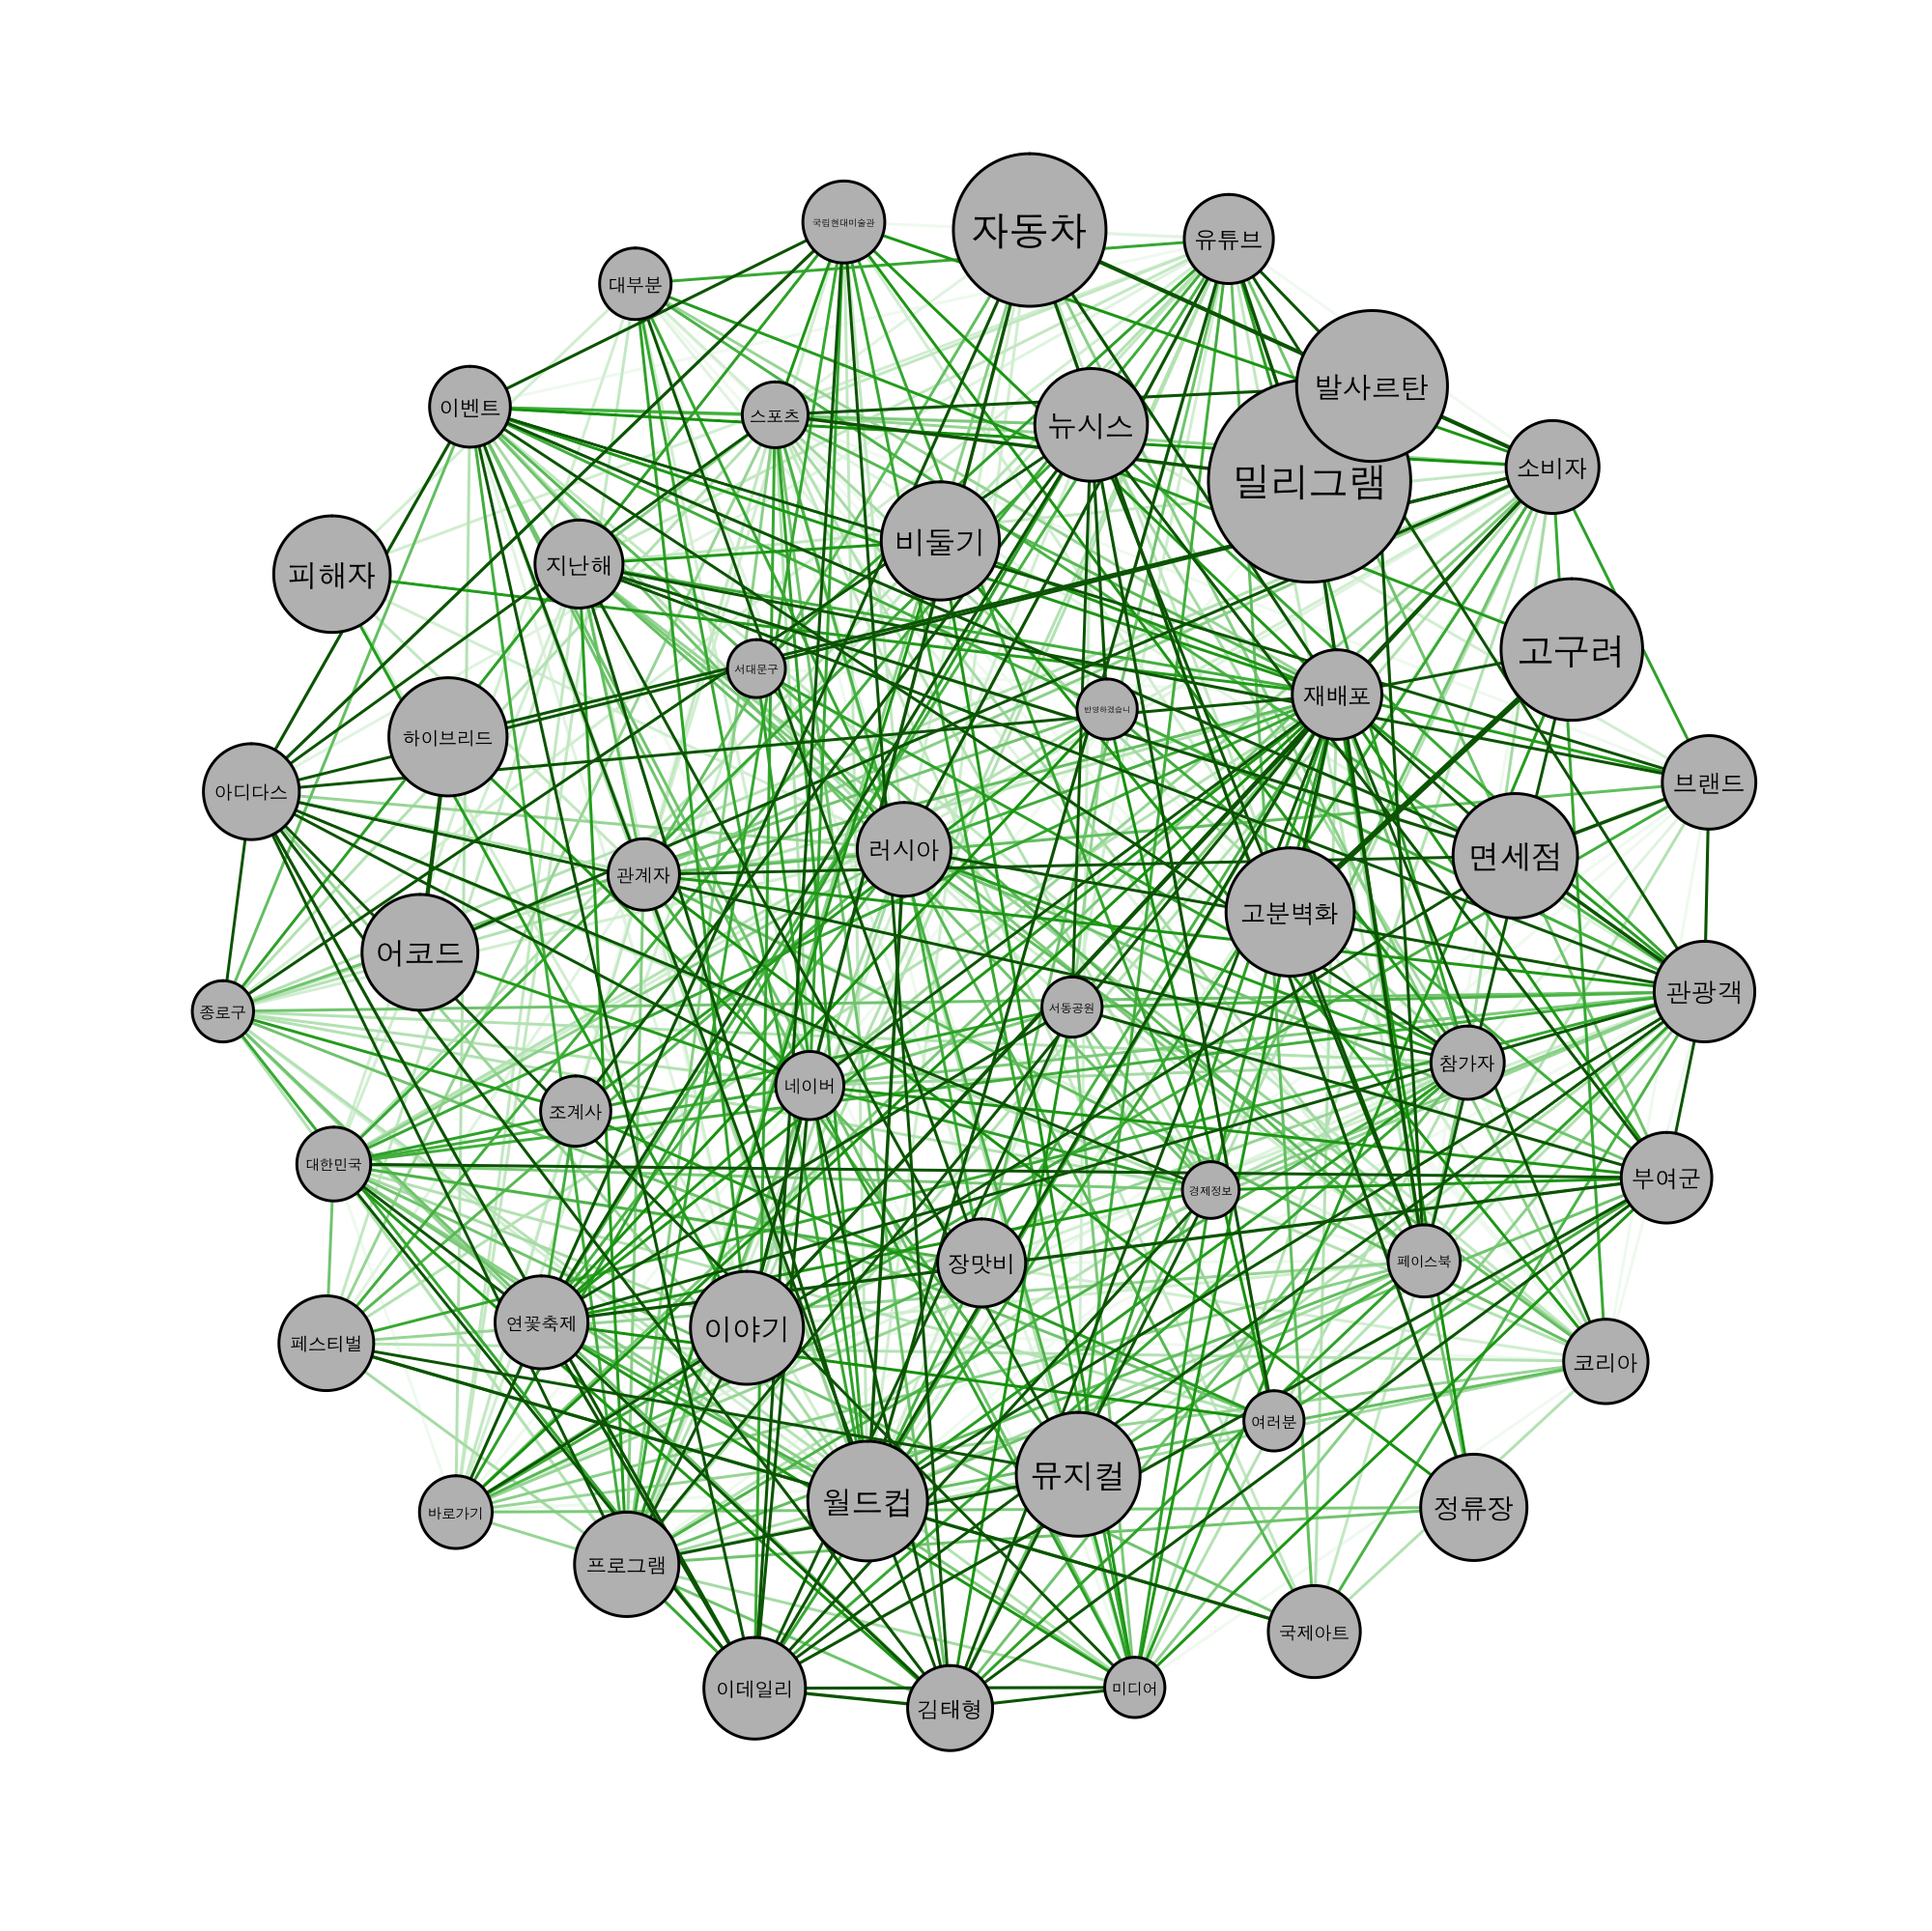 국립현대미술관
자동차
유튜브
대부분
발사르탄
이벤트
스포츠
뉴시스
소비자
밀리그램
비둘기
지난해
피해자
고구려
서대문구
재배포
반영하겠습니
하이브리드
브랜드
아디다스
러시아
면세점
관계자
고분벽화
어코드
관광객
서동공원
종로구
참가자
네이버
조계사
대한민국
부여군
경제정보
장맛비
페이스북
연꽃축제
이야기
페스티벌
코리아
여러분
뮤지컬
월드컵
정류장
바로가기
프로그램
국제아트
이데일리
미디어
김태형